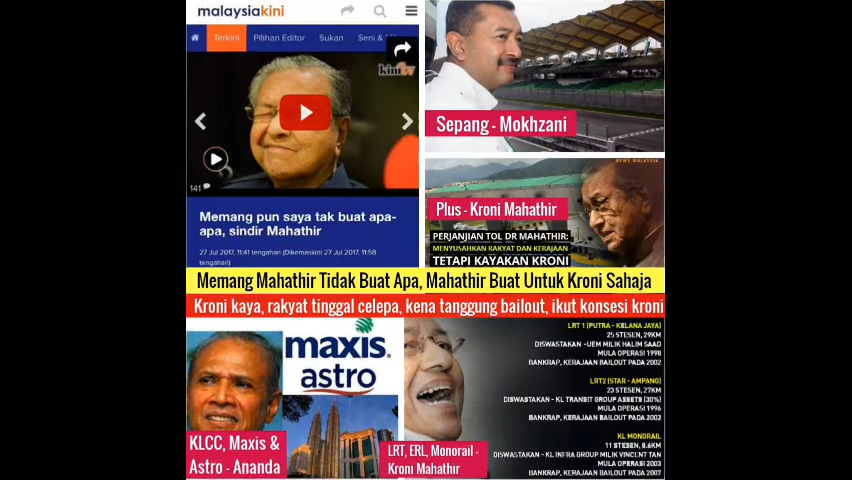 malaysiakini
Terkini
Pilihan Editor
Sukan
Seni &
kinitv
141
Memang pun saya tak buat apa-
apa, sindir Mahathir
27 Jul 2017, 11:41 tengahari (Dikemaskini 27 Jul 2017, 11:58
tengahari)
Sepang - Mokhzani
Plus - Kroni Mahathir
PERJANJIAN TOL DR MAHATHIR:
MENYUSAHKAN RAKYAT DAN KERAJAAN
TETAPI KAYAKAN KRONI
Memang Mahathir Tidak Buat Apa, Mahathir Buat Untuk Kroni Sahaja
Kroni kaya, rakyat tinggal celepa, kena tanggung bailout, ikut konsesi kroni
maxis
astro
KLCC, Maxis &
Astro - Ananda
LRT, ERL, Monorail -
Kroni Mahathir
LRT 1 (PUTRA - KELANA JAYA)
25 STESEN, 29KM
DISWASTAKAN -UEM MILIK HALIM SAAD
MULA OPERASI 1998
BANKRAP, KERAJAAN BAILOUT PADA 2002
LRT2 (STAR - AMPANG)
23 STESEN, 27KM
DISWASTAKAN - KL TRANSIT GROUP ASSETS (30%)
MULA OPERASI 1996
BANKRAP, KERAJAAN BAILOUT PADA 2002
KL MONORAIL
11 STESEN, 8.6KM
DISWASTAKAN - KL INFRA GROUP MILIK VINCENT TAN
MULA OPERASI 2003
BANKRAP, KERAJAAN BAILOUT PADA 2007